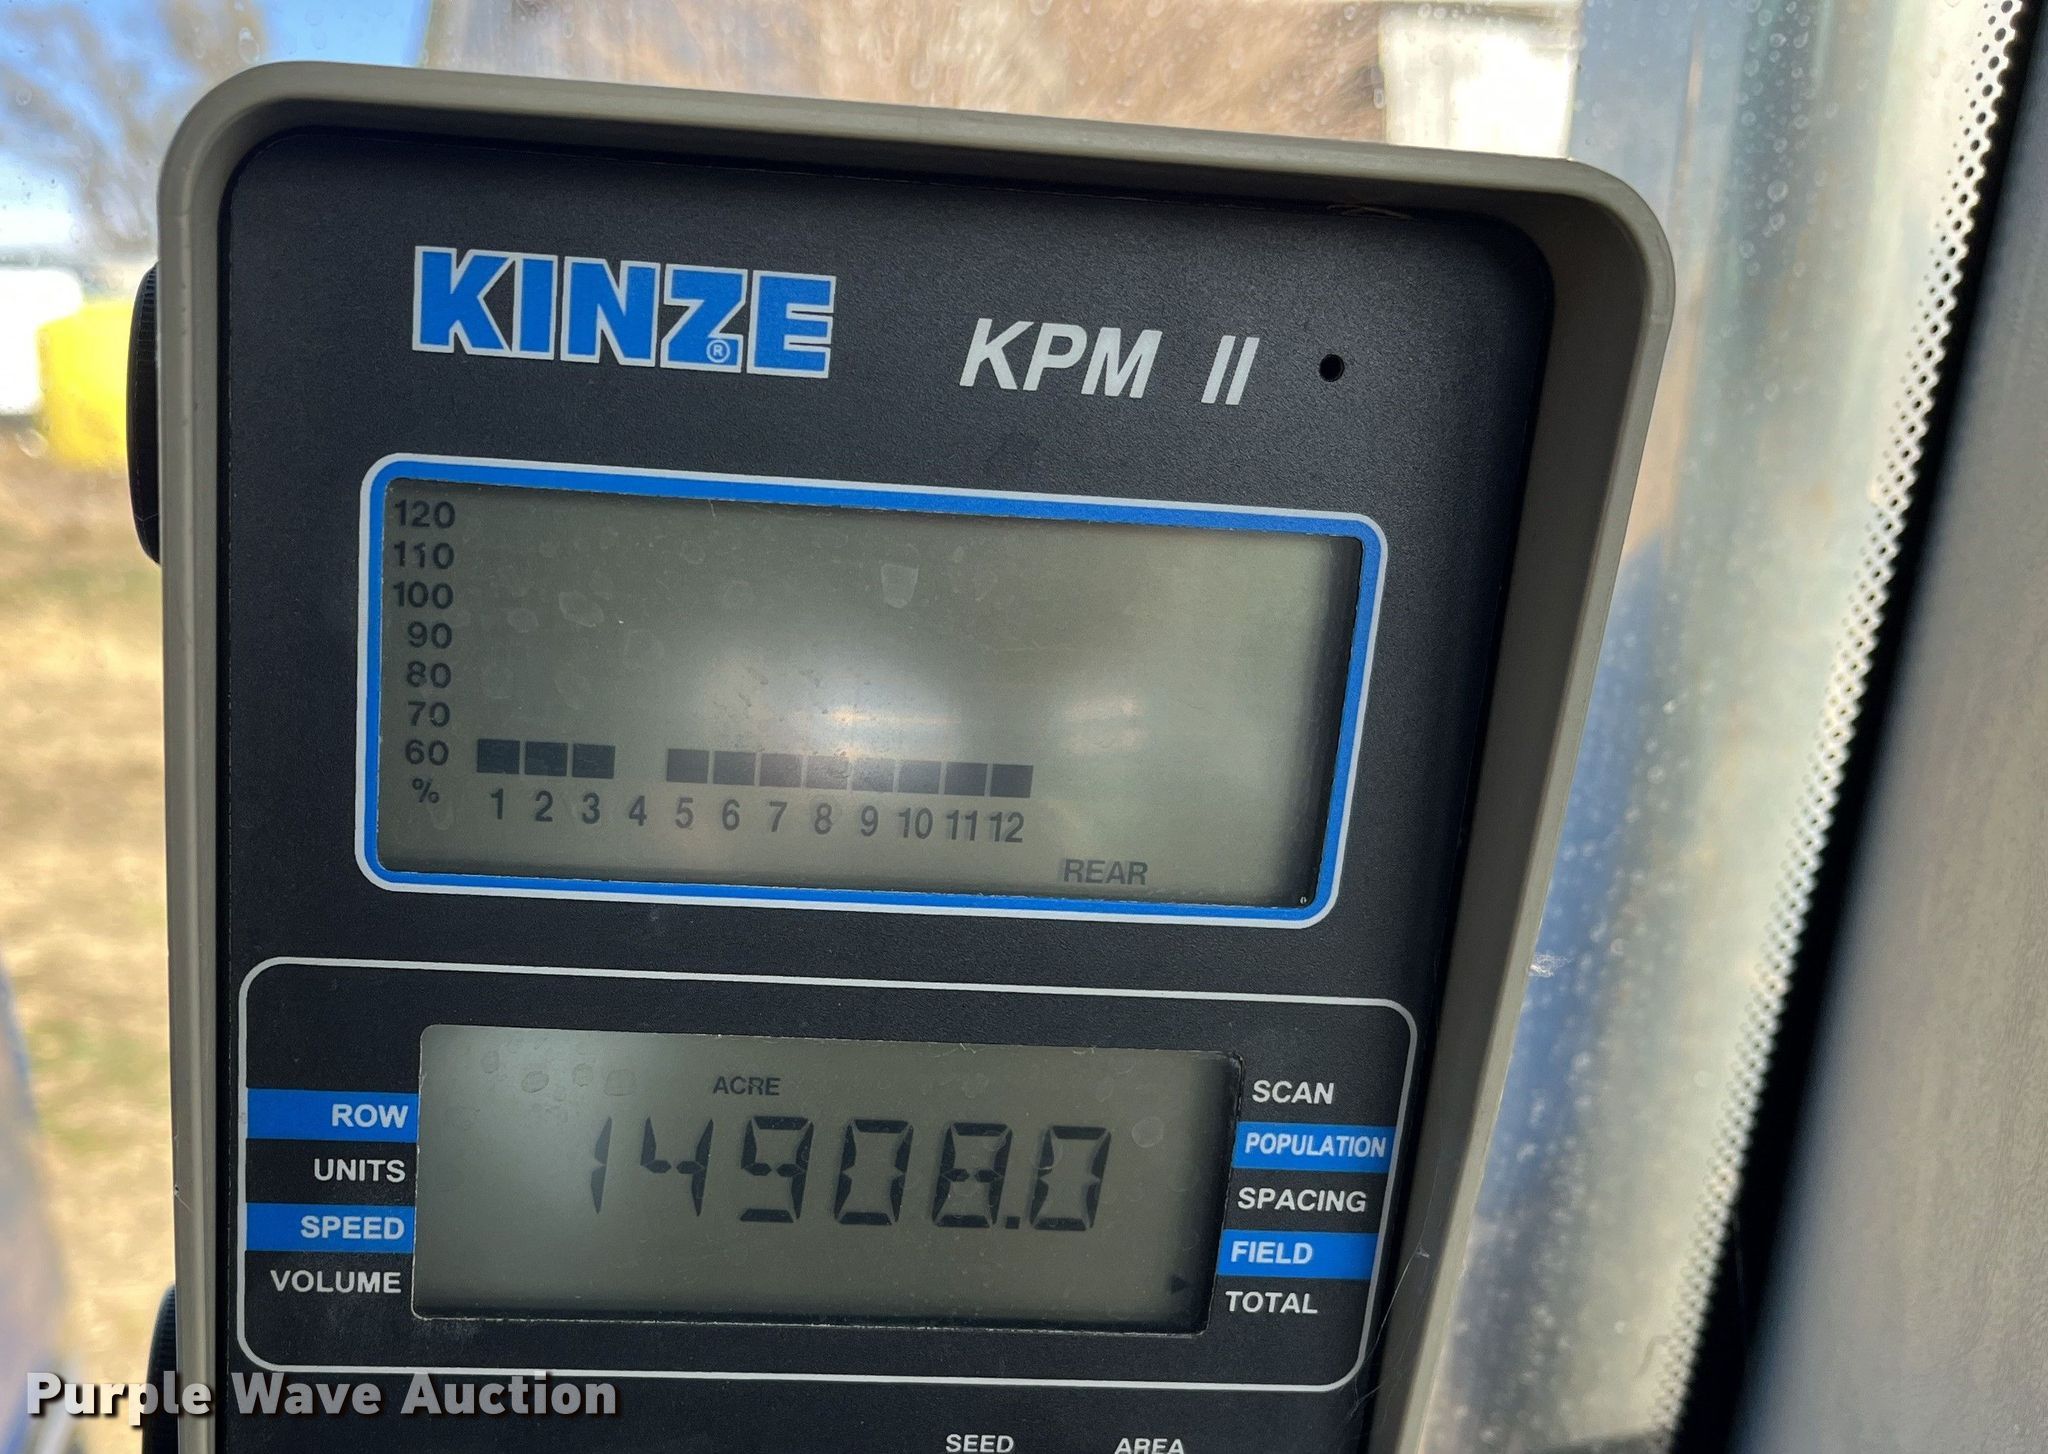 KINZE®
KPM II
120
110
100
90
80
70
60
%
1 2 3 4 5 6 7 8 9 10 11 12
REAR
ACRE
14908.0
ROW
UNITS
SPEED
VOLUME
SCAN
POPULATION
SPACING
FIELD
TOTAL
SEED
AREA
Purple Wave Auction